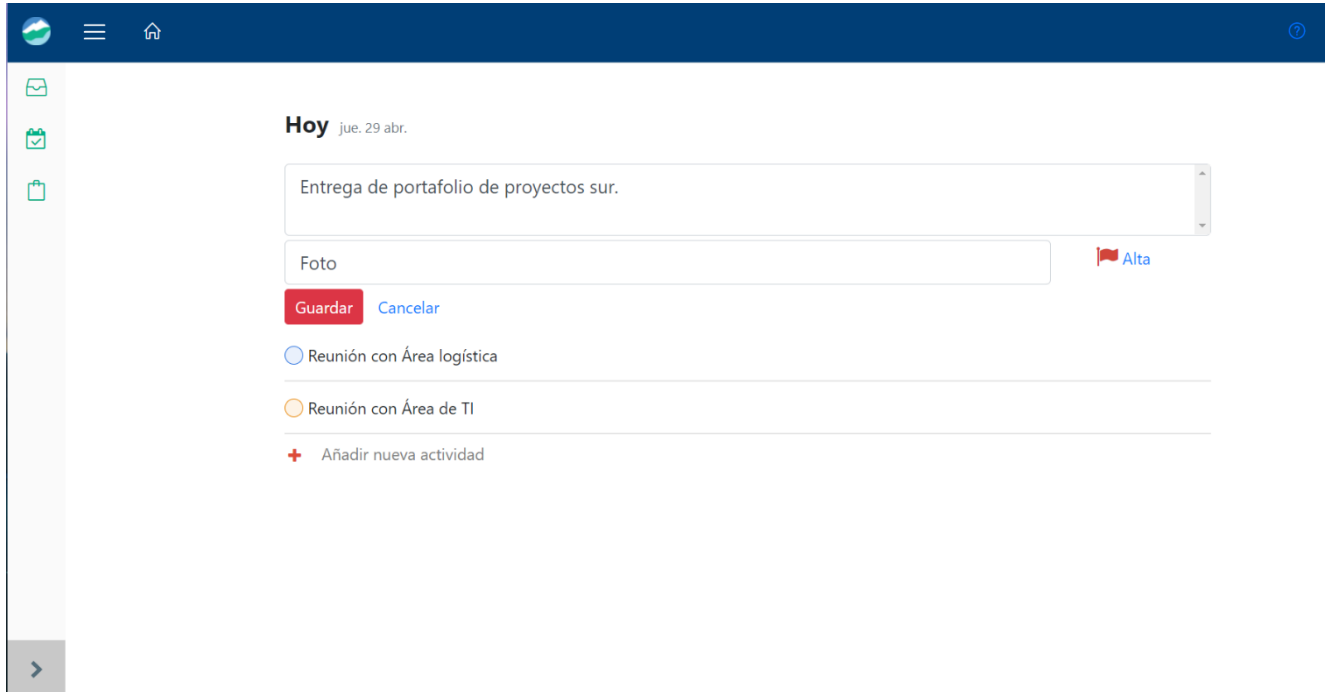 Hoy jue. 29 abr.
Entrega de portafolio de proyectos sur.
Foto
Alta
Guardar Cancelar
Reunión con Área logística
Reunión con Área de TI
Añadir nueva actividad